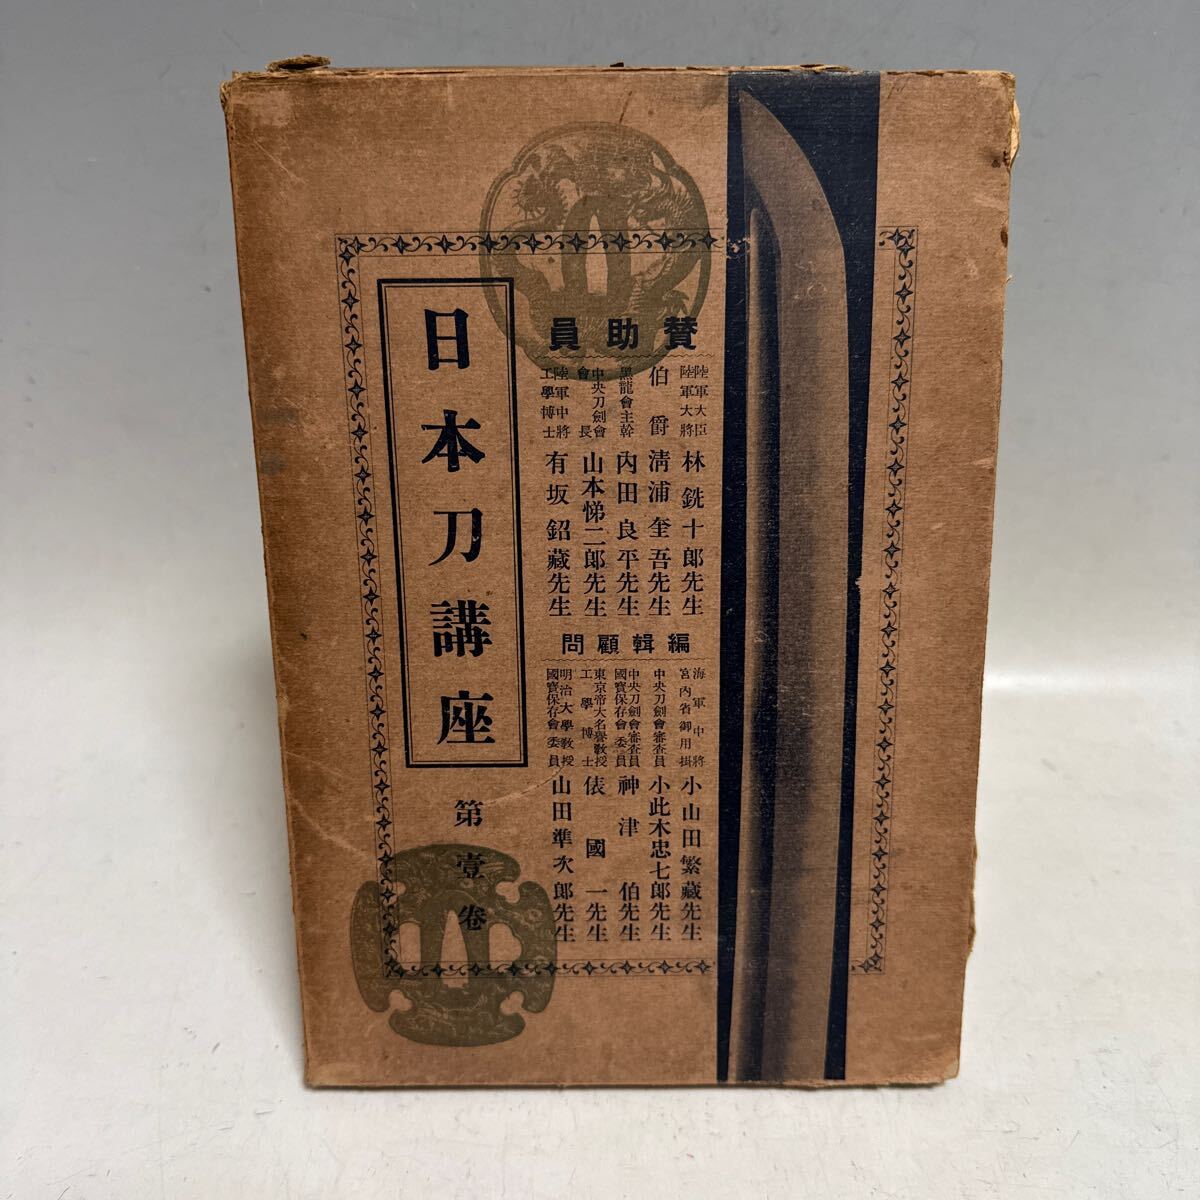 賛助員
陸軍大臣
陸軍大將
林銑十郎先生
伯爵
淸浦奎吾先生
黑龍會主幹
內田良平先生
中央刀劍會
會長
山本悌二郎先生
陸軍中將
工學博士
有坂鉊藏先生
編輯顧問
海軍中將
宮內省御用掛
小山田繁藏先生
中央刀劍會審査員
小此木忠七郎先生
中央刀劍會審査員
國寶保存會委員
神津伯先生
東京帝大名譽敎授
工學博士
俵國一先生
明治大學敎授
國寶保存會委員
山田準次郎先生
日本刀講座
第壹卷